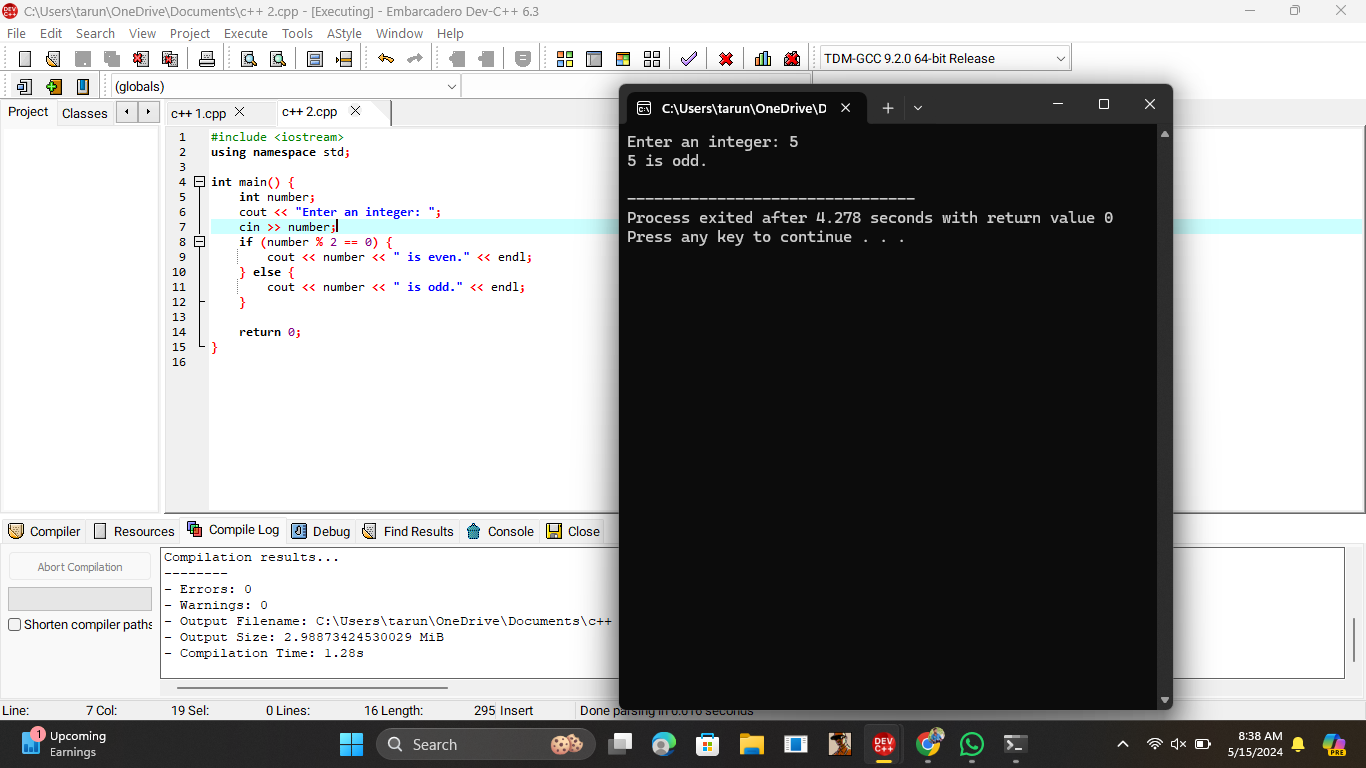 C:\Users\tarun\OneDrive\Documents\c++ 2.cpp - [Executing] - Embarcadero Dev-C++ 6.3
File Edit Search View Project Execute Tools AStyle Window Help
TDM-GCC 9.2.0 64-bit Release
(globals)
Project Classes c++ 1.cpp c++ 2.cpp
1 #include <iostream>
2 using namespace std;
3
4 int main() {
5     int number;
6     cout << "Enter an integer: ";
7     cin >> number;
8     if (number % 2 == 0) {
9         cout << number << " is even." << endl;
10     } else {
11         cout << number << " is odd." << endl;
12     }
13
14     return 0;
15 }
16
C:\Users\tarun\OneDrive\D
Enter an integer: 5
5 is odd.
--------------------------------
Process exited after 4.278 seconds with return value 0
Press any key to continue . . .
Compiler Resources Compile Log Debug Find Results Console Close
Abort Compilation
Shorten compiler paths
Compilation results...
--------
- Errors: 0
- Warnings: 0
- Output Filename: C:\Users\tarun\OneDrive\Documents\c++
- Output Size: 2.98873424530029 MiB
- Compilation Time: 1.28s
Line: 7 Col: 19 Sel: 0 Lines: 16 Length: 295 Insert Done parsing in 0.016 seconds
1
Upcoming
Earnings
Search
DEV C++
8:38 AM
5/15/2024
PRE